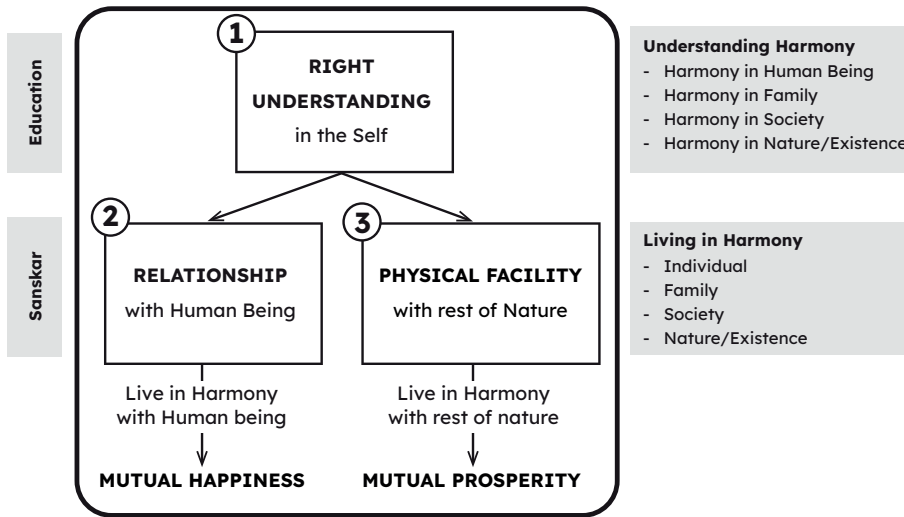 Education
1
RIGHT
UNDERSTANDING
in the Self
Understanding Harmony
- Harmony in Human Being
- Harmony in Family
- Harmony in Society
- Harmony in Nature/Existence
Sanskar
2
RELATIONSHIP
with Human Being
3
PHYSICAL FACILITY
with rest of Nature
Living in Harmony
- Individual
- Family
- Society
- Nature/Existence
Live in Harmony
with Human being
MUTUAL HAPPINESS
Live in Harmony
with rest of nature
MUTUAL PROSPERITY